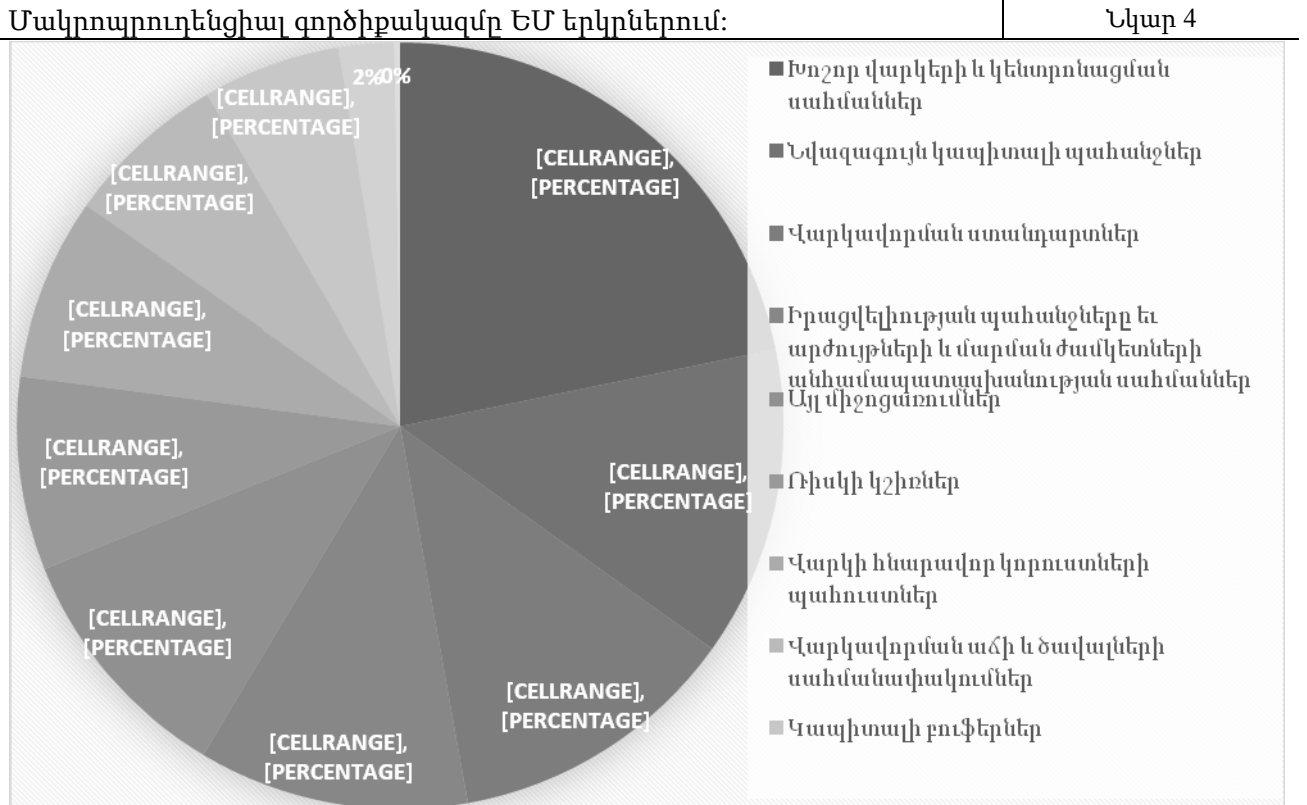 Մակրոպրուդենցիալ գործիքակազմը ԵՄ երկրներում:
Նկար 4
2%
0%
[CELLRANGE],
[PERCENTAGE]
[CELLRANGE],
[PERCENTAGE]
[CELLRANGE],
[PERCENTAGE]
[CELLRANGE],
[PERCENTAGE]
[CELLRANGE],
[PERCENTAGE]
[CELLRANGE],
[PERCENTAGE]
[CELLRANGE],
[PERCENTAGE]
[CELLRANGE],
[PERCENTAGE]
[CELLRANGE],
[PERCENTAGE]
Խոշոր վարկերի և կենտրոնացման
սահմաններ
Նվազագույն կապիտալի պահանջներ
Վարկավորման ստանդարտներ
Իրացվելիության պահանջները եւ
արժույթների և մարման ժամկետների
անհամապատասխանության սահմաններ
Այլ միջոցառումներ
Ռիսկի կշիռներ
Վարկի հնարավոր կորուստների
պահուստներ
Վարկավորման աճի և ծավալների
սահմանափակումներ
Կապիտալի բուֆերներ